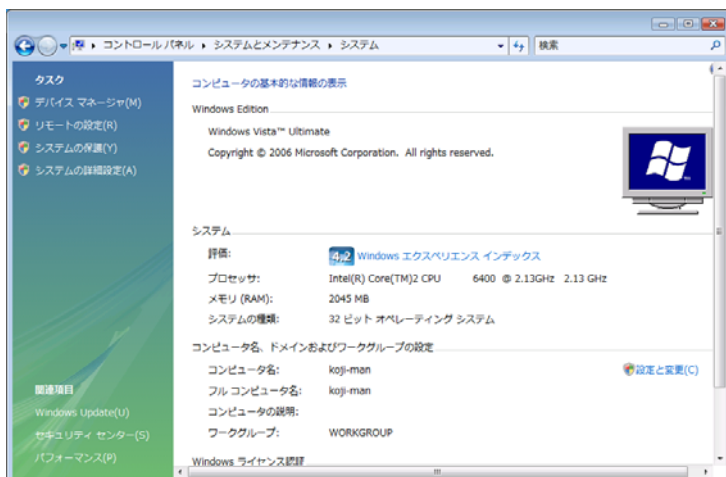 コントロール パネル ▸ システムとメンテナンス ▸ システム
検索
タスク
デバイス マネージャ(M)
リモートの設定(R)
システムの保護(Y)
システムの詳細設定(A)
関連項目
Windows Update(U)
セキュリティ センター(S)
パフォーマンス(P)
コンピュータの基本的な情報の表示
Windows Edition
Windows Vista™ Ultimate
Copyright © 2006 Microsoft Corporation. All rights reserved.
システム
評価: 4,2 Windows エクスペリエンス インデックス
プロセッサ: Intel(R) Core(TM)2 CPU 6400 @ 2.13GHz 2.13 GHz
メモリ (RAM): 2045 MB
システムの種類: 32 ビット オペレーティング システム
コンピュータ名、ドメインおよびワークグループの設定
コンピュータ名: koji-man 設定と変更(C)
フル コンピュータ名: koji-man
コンピュータの説明:
ワークグループ: WORKGROUP
Windows ライセンス認証